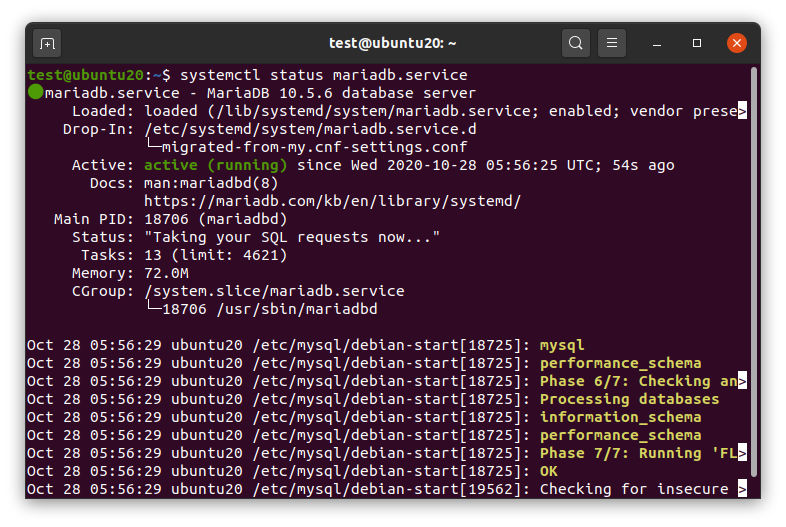 test@ubuntu20: ~
test@ubuntu20:~$ systemctl status mariadb.service
mariadb.service - MariaDB 10.5.6 database server
Loaded: loaded (/lib/systemd/system/mariadb.service; enabled; vendor prese>
Drop-In: /etc/systemd/system/mariadb.service.d
└─migrated-from-my.cnf-settings.conf
Active: active (running) since Wed 2020-10-28 05:56:25 UTC; 54s ago
Docs: man:mariadbd(8)
https://mariadb.com/kb/en/library/systemd/
Main PID: 18706 (mariadbd)
Status: "Taking your SQL requests now..."
Tasks: 13 (limit: 4621)
Memory: 72.0M
CGroup: /system.slice/mariadb.service
└─18706 /usr/sbin/mariadbd
Oct 28 05:56:29 ubuntu20 /etc/mysql/debian-start[18725]: mysql
Oct 28 05:56:29 ubuntu20 /etc/mysql/debian-start[18725]: performance_schema
Oct 28 05:56:29 ubuntu20 /etc/mysql/debian-start[18725]: Phase 6/7: Checking an>
Oct 28 05:56:29 ubuntu20 /etc/mysql/debian-start[18725]: Processing databases
Oct 28 05:56:29 ubuntu20 /etc/mysql/debian-start[18725]: information_schema
Oct 28 05:56:29 ubuntu20 /etc/mysql/debian-start[18725]: performance_schema
Oct 28 05:56:29 ubuntu20 /etc/mysql/debian-start[18725]: Phase 7/7: Running 'FL>
Oct 28 05:56:29 ubuntu20 /etc/mysql/debian-start[18725]: OK
Oct 28 05:56:29 ubuntu20 /etc/mysql/debian-start[19562]: Checking for insecure >